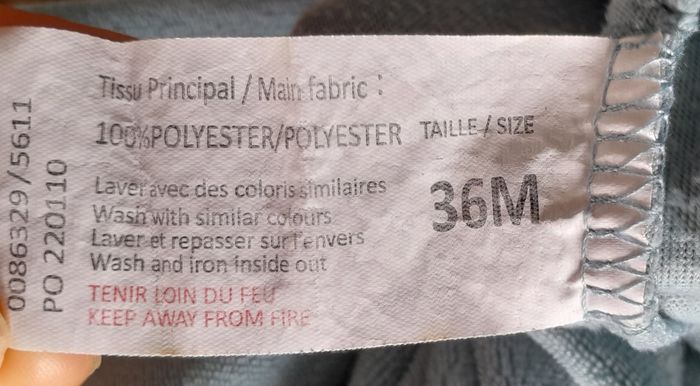 Tissu Principal / Main fabric :
100%POLYESTER/POLYESTER
TAILLE / SIZE
36M
Laver avec des coloris similaires
Wash with similar colours
Laver et repasser sur l'envers
Wash and iron inside out
TENIR LOIN DU FEU
KEEP AWAY FROM FIRE
0086329 /5611
PO 220110